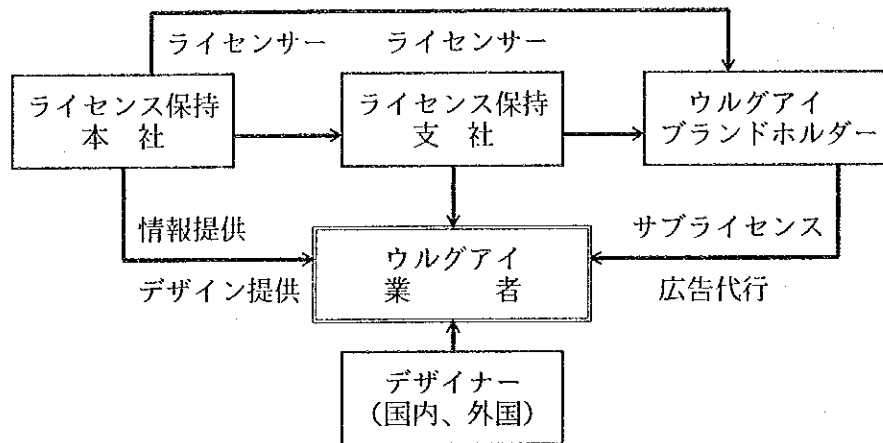 ライセンサー ライセンサー
ライセンス保持
本社
ライセンス保持
支社
ウルグアイ
ブランドホルダー
情報提供
デザイン提供
ウルグアイ
業者
サブライセンス
広告代行
デザイナー
(国内、外国)